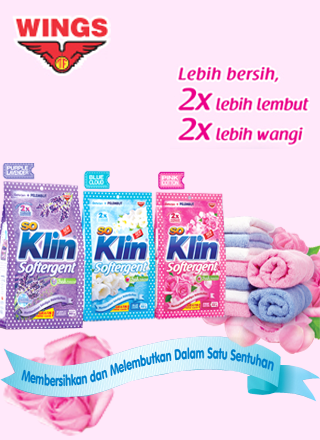 WINGS
Lebih bersih,
2x lebih lembut
2x lebih wangi
PURPLE
LAVENDER
BLUE
CLOUD
PINK
SO
Klin
Softergent
SO
Klin
Softergent
SO
Klin
Softergent
Membersihkan dan Melembutkan Dalam Satu Sentuhan